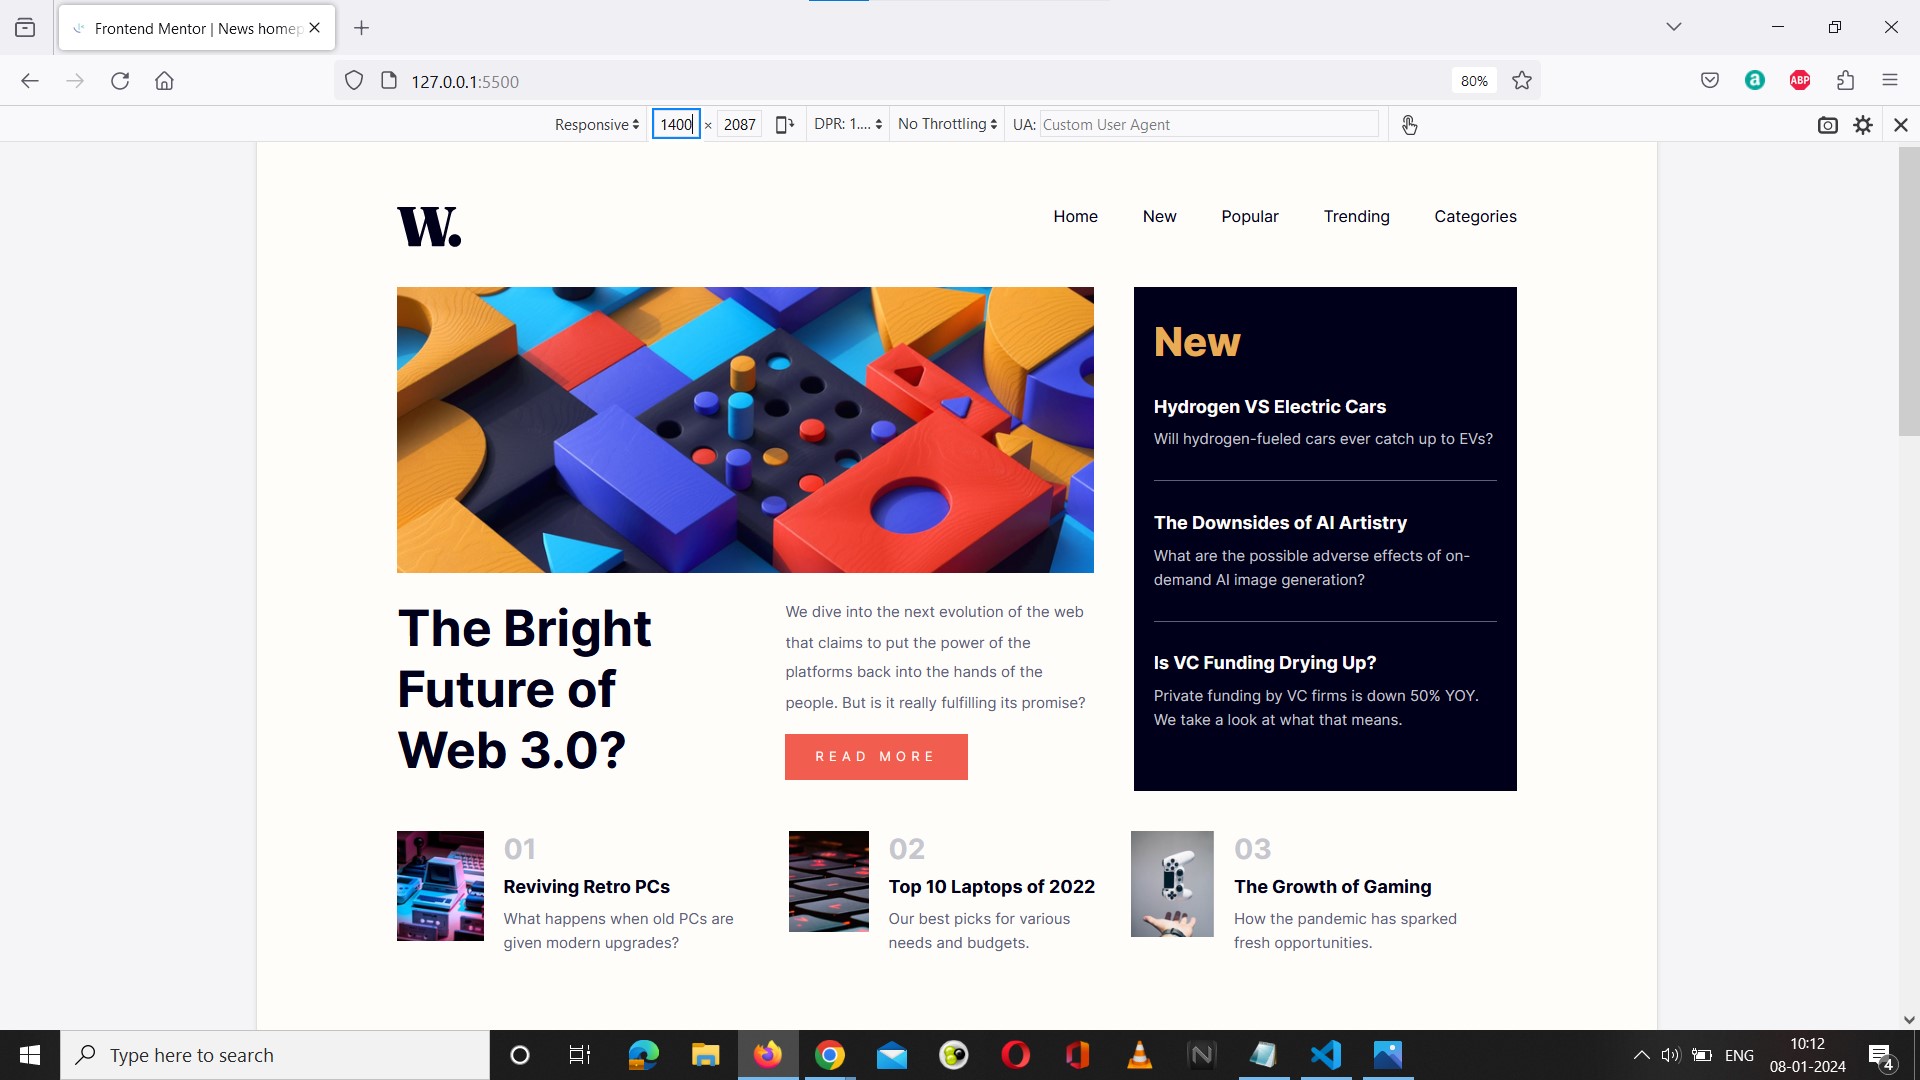 Frontend Mentor | News homep
127.0.0.1:5500
80%
ABP
Responsive 1400 × 2087 DPR: 1.... No Throttling UA: Custom User Agent
W.
Home New Popular Trending Categories
New
Hydrogen VS Electric Cars
Will hydrogen-fueled cars ever catch up to EVs?
The Downsides of AI Artistry
What are the possible adverse effects of on-
demand AI image generation?
Is VC Funding Drying Up?
Private funding by VC firms is down 50% YOY.
We take a look at what that means.
The Bright
Future of
Web 3.0?
We dive into the next evolution of the web
that claims to put the power of the
platforms back into the hands of the
people. But is it really fulfilling its promise?
READ MORE
01
Reviving Retro PCs
What happens when old PCs are
given modern upgrades?
02
Top 10 Laptops of 2022
Our best picks for various
needs and budgets.
03
The Growth of Gaming
How the pandemic has sparked
fresh opportunities.
Type here to search
ENG
10:12
08-01-2024
4